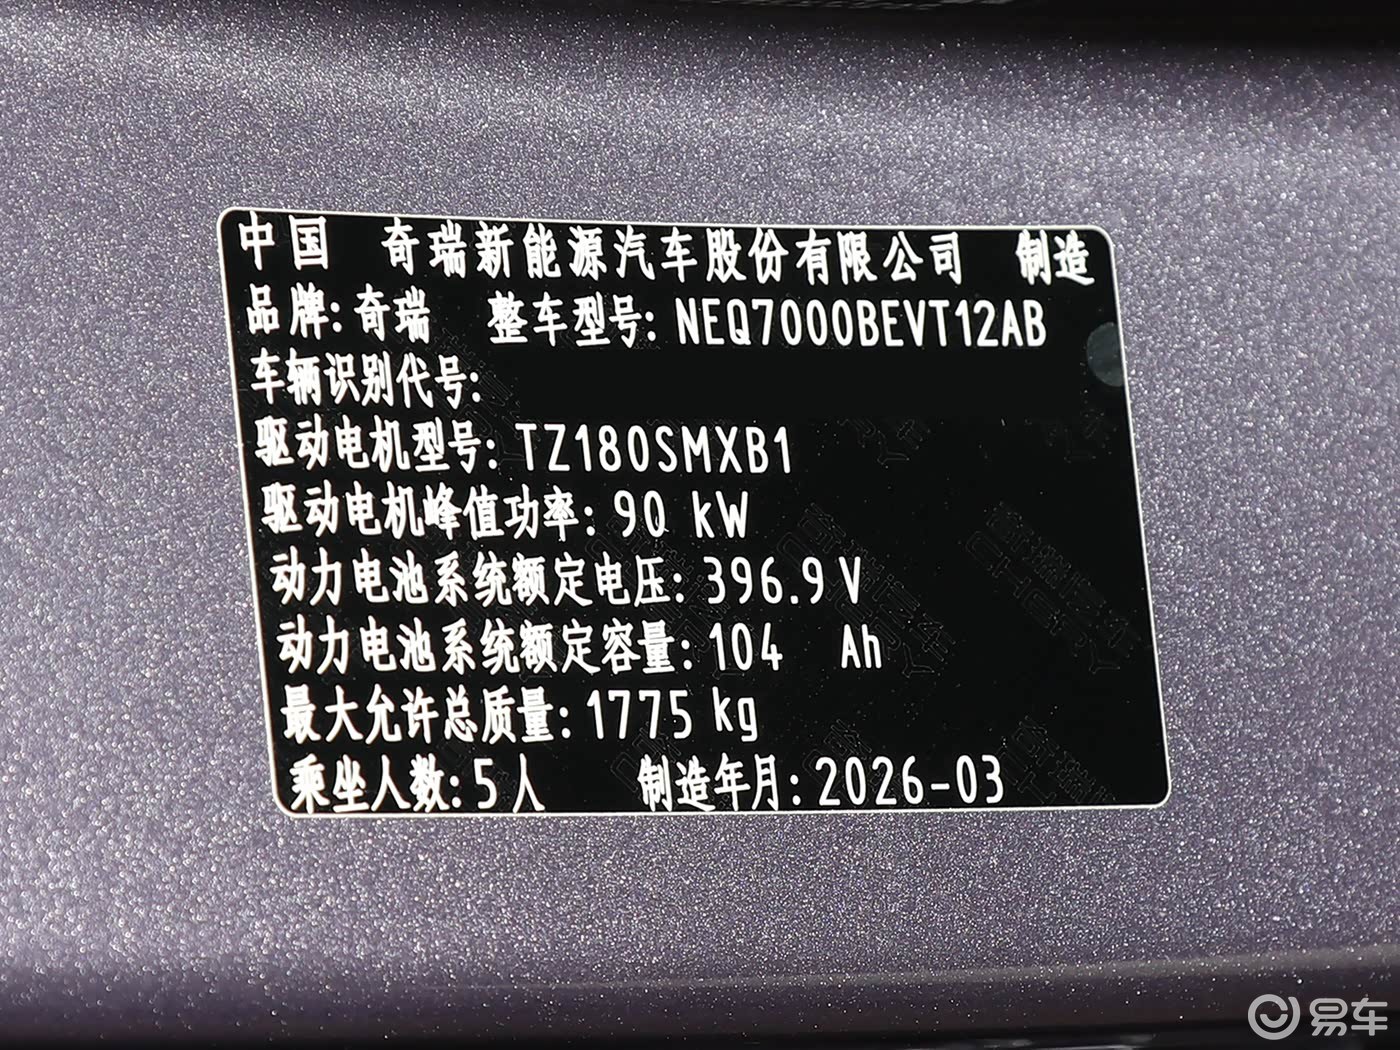 中国 奇瑞新能源汽车股份有限公司 制造
品牌:奇瑞 整车型号:NEQ7000BEVT12AB
车辆识别代号:
驱动电机型号:TZ180SMXB1
驱动电机峰值功率:90 kW
动力电池系统额定电压:396.9V
动力电池系统额定容量:104 Ah
最大允许总质量:1775 kg
乘坐人数:5人 制造年月:2026-03
易车